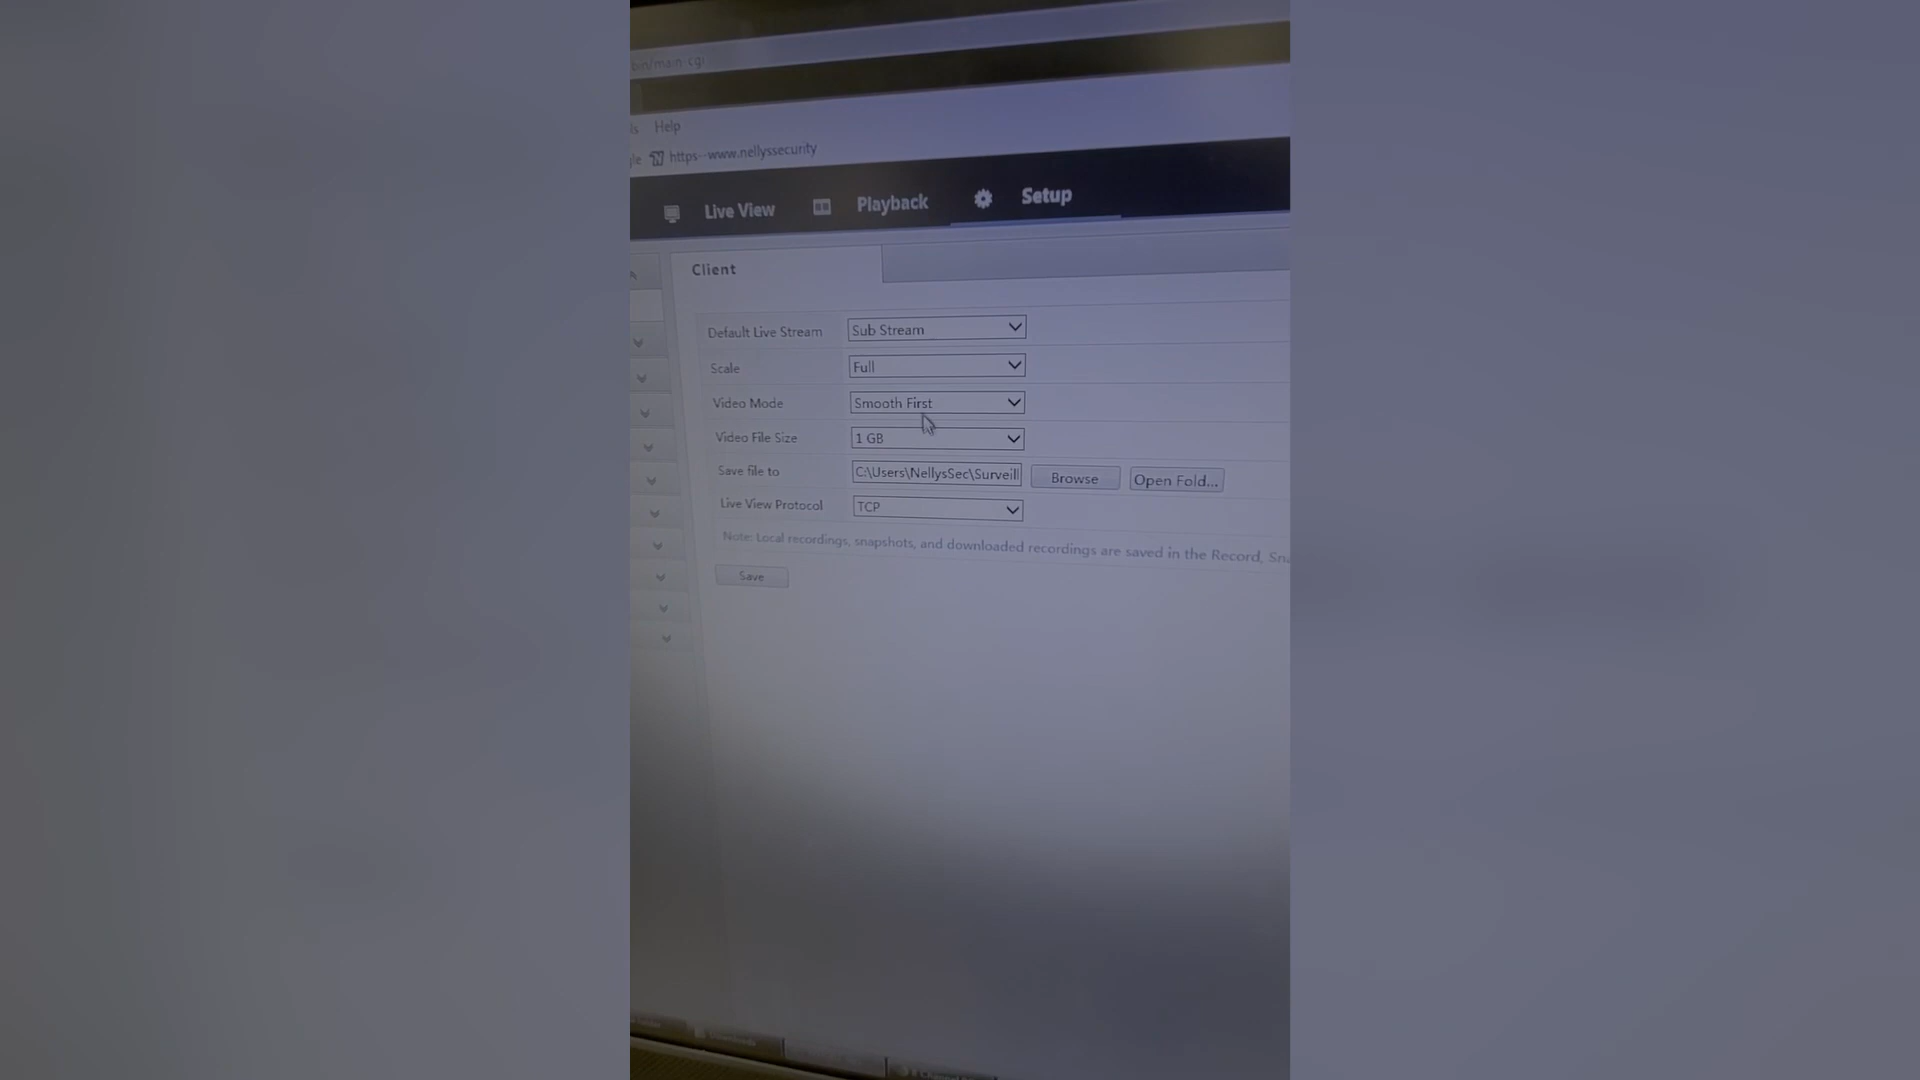 bin/main-cgi
Help
https--www.nellyssecurity
Live View Playback Setup
Client
Default Live Stream Sub Stream
Scale Full
Video Mode Smooth First
Video File Size 1 GB
Save file to C:\Users\NellysSec\Surveill Browse Open Fold...
Live View Protocol TCP
Note: Local recordings, snapshots, and downloaded recordings are saved in the Record,
Save